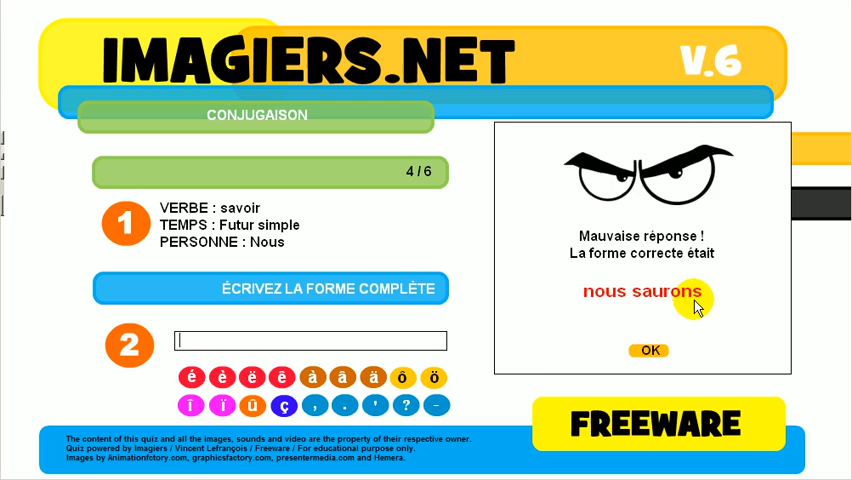 IMAGIERS.NET
V.6
CONJUGAISON
4 / 6
1
VERBE : savoir
TEMPS : Futur simple
PERSONNE : Nous
ÉCRIVEZ LA FORME COMPLÈTE
2
é è ë ê à â ä ô ö
î ï û ç , . ' ? -
Mauvaise réponse !
La forme correcte était
nous saurons
OK
FREEWARE
The content of this quiz and all the images, sounds and video are the property of their respective owner.
Quiz powered by Imagiers / Vincent Lefrançois / Freeware / For educational purpose only.
Images by Animationfctory.com, graphicsfactory.com, presentermedia.com and Hemera.